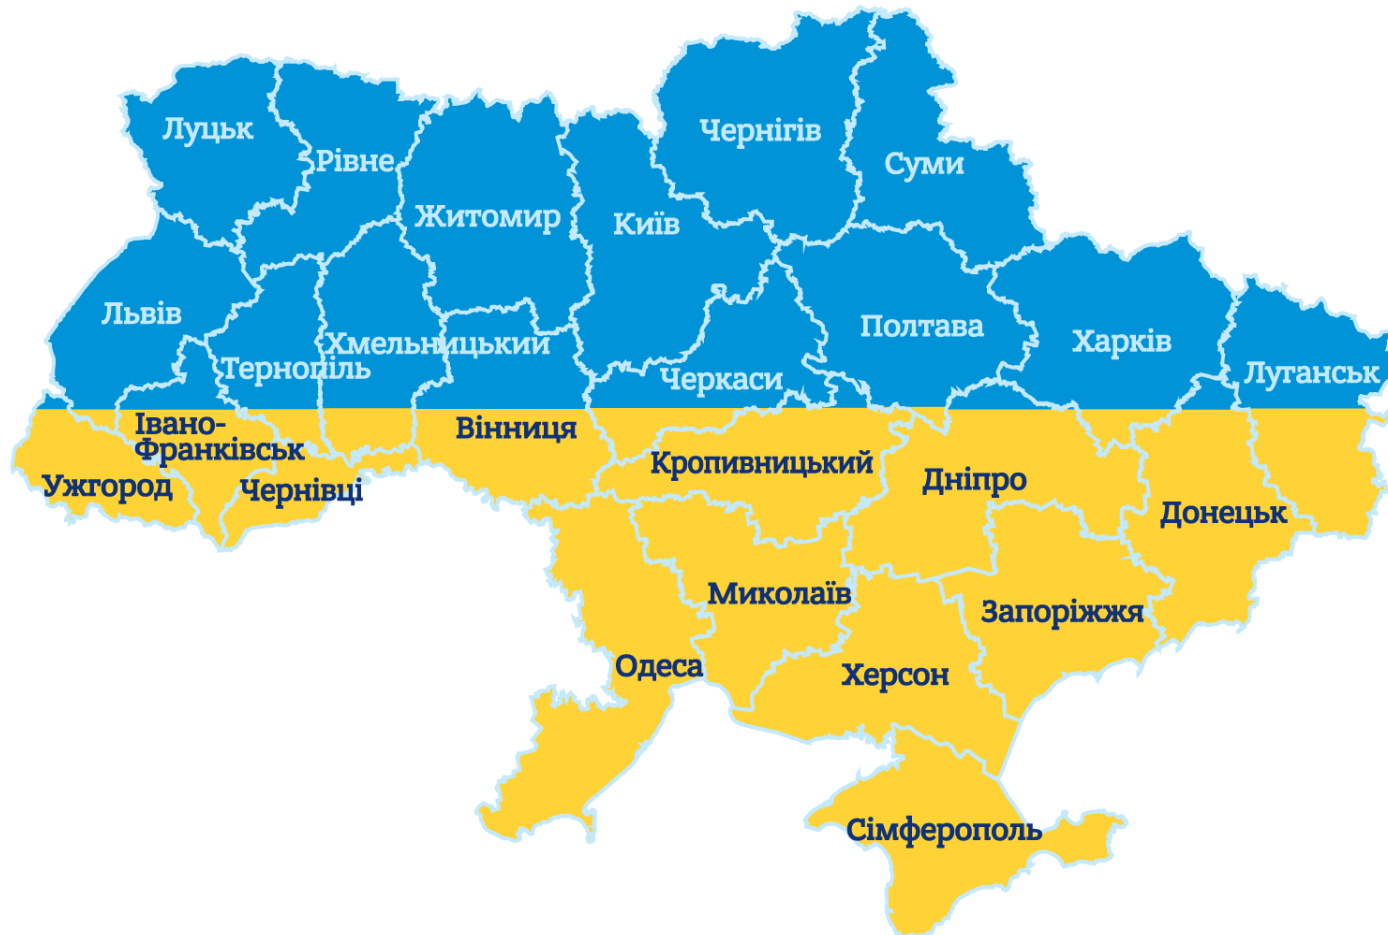 Луцьк
Рівне
Житомир
Київ
Чернігів
Суми
Львів
Тернопіль
Хмельницький
Черкаси
Полтава
Харків
Луганськ
Івано-
Франківськ
Ужгород
Чернівці
Вінниця
Кропивницький
Дніпро
Донецьк
Миколаїв
Запоріжжя
Одеса
Херсон
Сімферополь